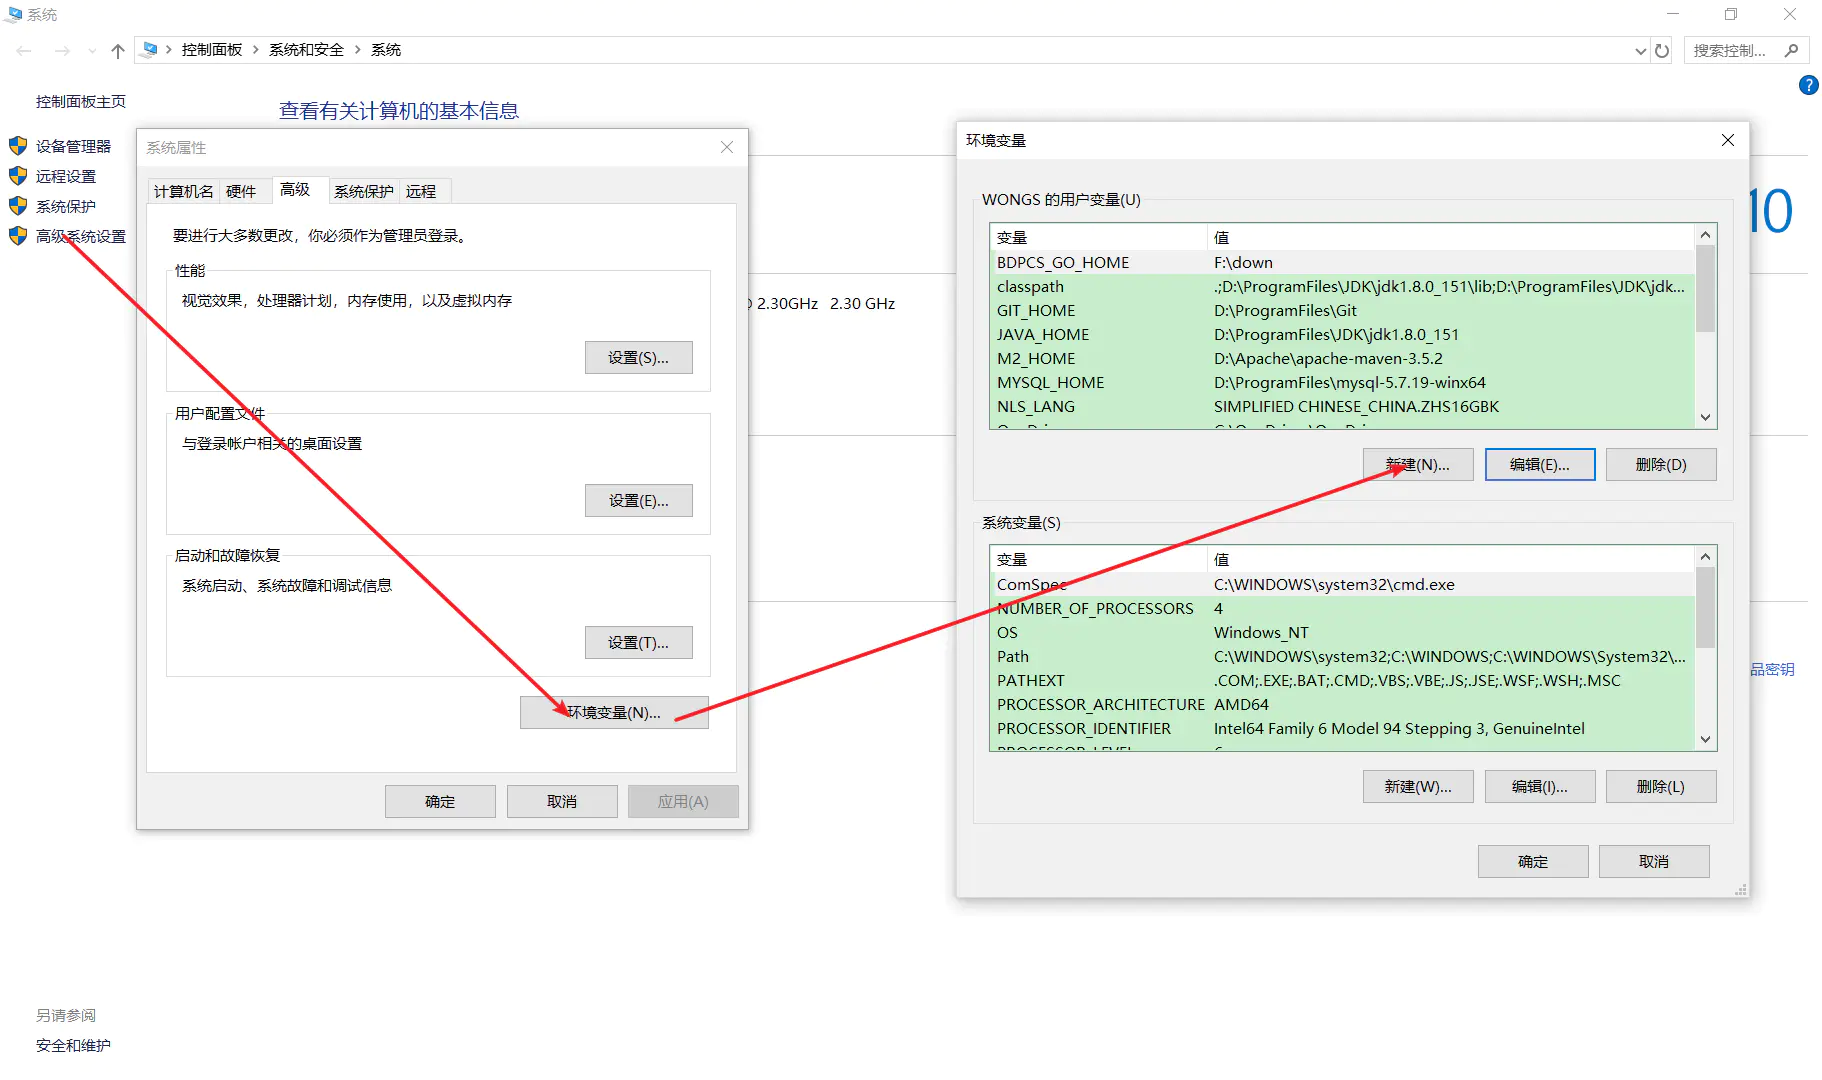 系统
控制面板 系统和安全 系统
搜索控制...
控制面板主页
设备管理器
远程设置
系统保护
高级系统设置
查看有关计算机的基本信息
10
2.30GHz 2.30 GHz
品密钥
系统属性
计算机名 硬件 高级 系统保护 远程
要进行大多数更改，你必须作为管理员登录。
性能
视觉效果，处理器计划，内存使用，以及虚拟内存
设置(S)...
用户配置文件
与登录帐户相关的桌面设置
设置(E)...
启动和故障恢复
系统启动、系统故障和调试信息
设置(T)...
环境变量(N)...
确定 取消 应用(A)
环境变量
WONGS 的用户变量(U)
变量 值
BDPCS_GO_HOME F:\down
classpath .;D:\ProgramFiles\JDK\jdk1.8.0_151\lib;D:\ProgramFiles\JDK\jdk...
GIT_HOME D:\ProgramFiles\Git
JAVA_HOME D:\ProgramFiles\JDK\jdk1.8.0_151
M2_HOME D:\Apache\apache-maven-3.5.2
MYSQL_HOME D:\ProgramFiles\mysql-5.7.19-winx64
NLS_LANG SIMPLIFIED CHINESE_CHINA.ZHS16GBK
新建(N)... 编辑(E)... 删除(D)
系统变量(S)
变量 值
ComSpec C:\WINDOWS\system32\cmd.exe
NUMBER_OF_PROCESSORS 4
OS Windows_NT
Path C:\WINDOWS\system32;C:\WINDOWS;C:\WINDOWS\System32\...
PATHEXT .COM;.EXE;.BAT;.CMD;.VBS;.VBE;.JS;.JSE;.WSF;.WSH;.MSC
PROCESSOR_ARCHITECTURE AMD64
PROCESSOR_IDENTIFIER Intel64 Family 6 Model 94 Stepping 3, GenuineIntel
新建(W)... 编辑(I)... 删除(L)
确定 取消
另请参阅
安全和维护